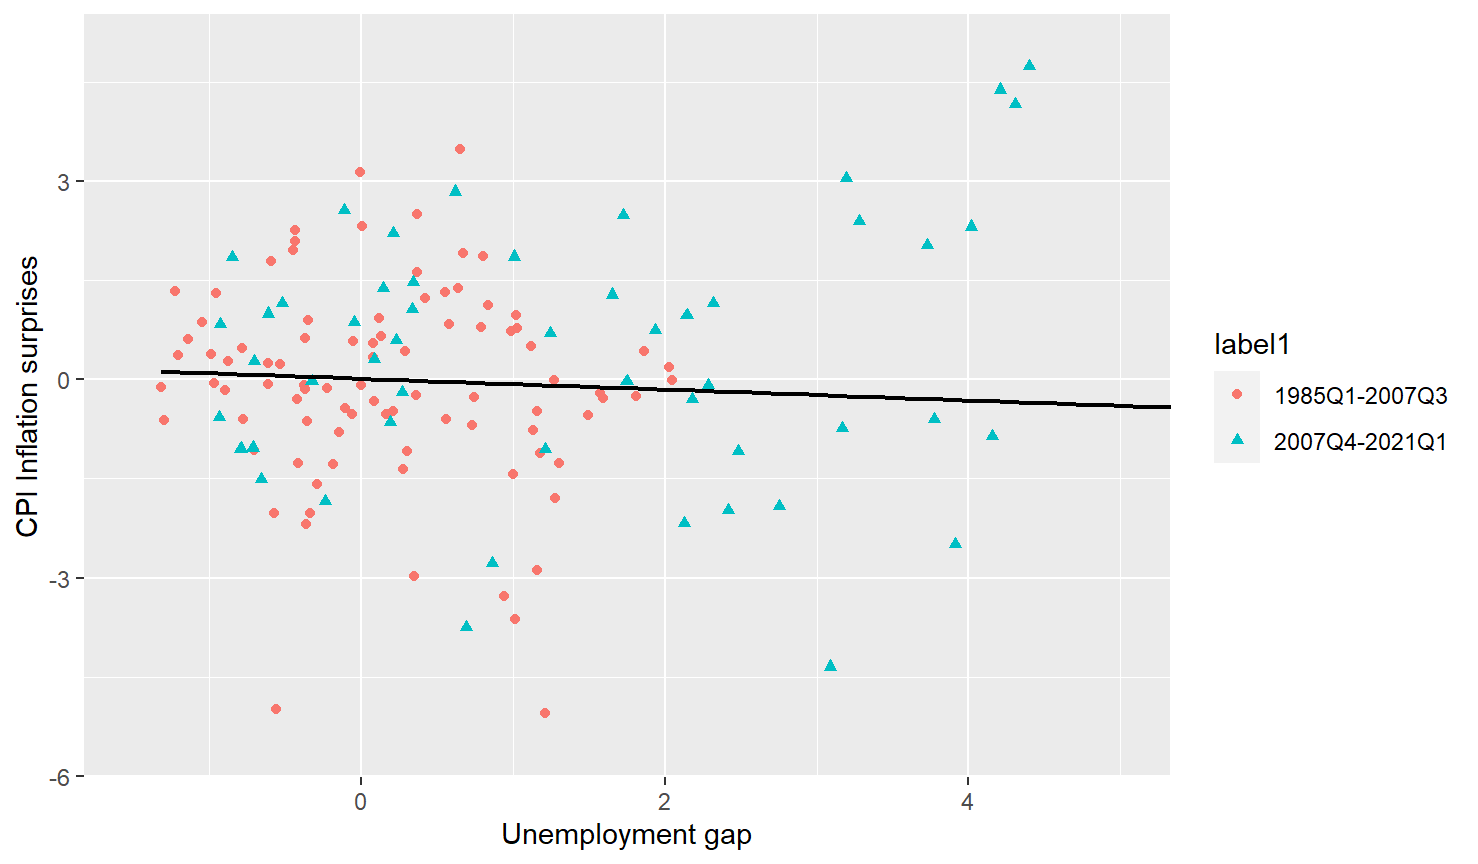 CPI Inflation surprises
3
0
-3
-6
0
2
4
Unemployment gap
label1
1985Q1-2007Q3
2007Q4-2021Q1